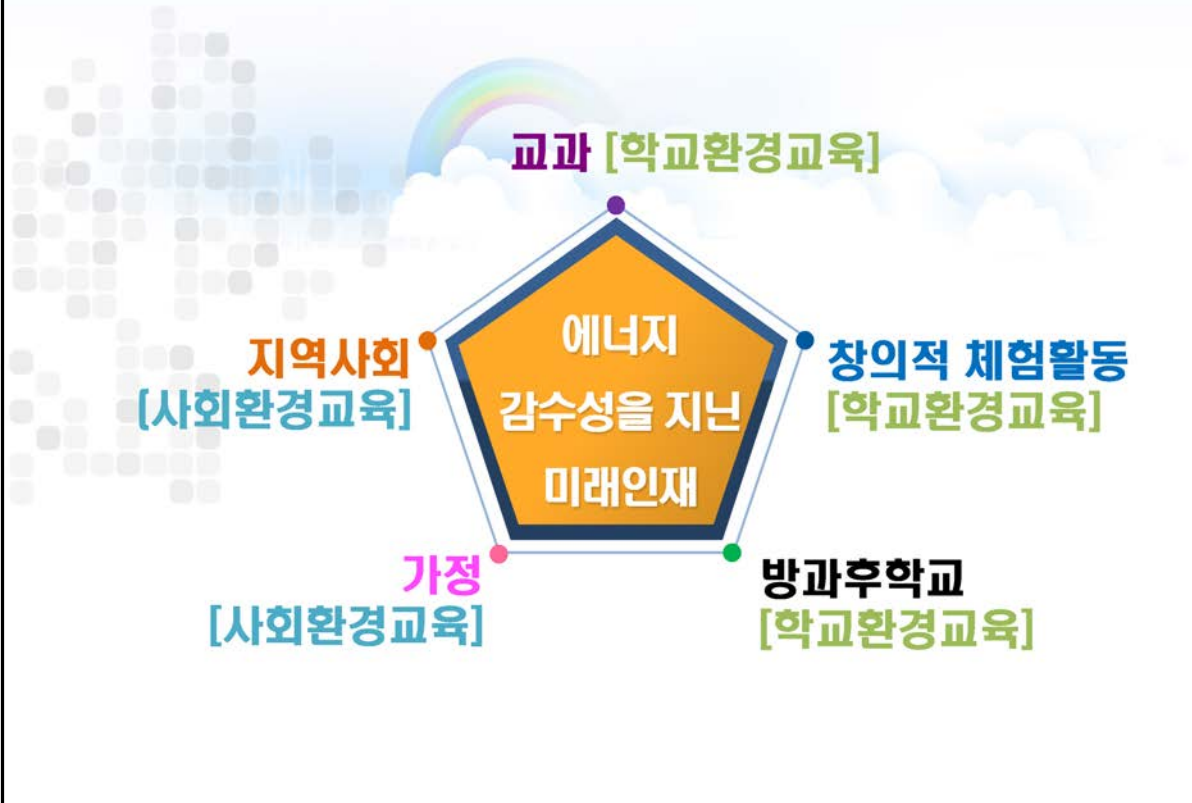 교과 [학교환경교육]
에너지
감수성을 지닌
미래인재
지역사회
[사회환경교육]
창의적 체험활동
[학교환경교육]
가정
[사회환경교육]
방과후학교
[학교환경교육]